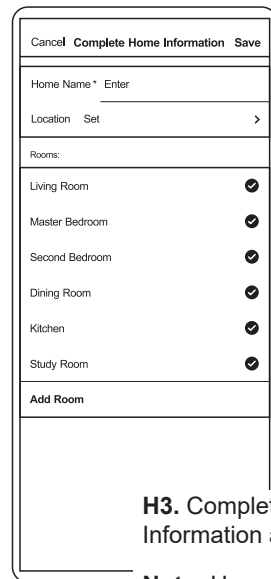 Cancel Complete Home Information Save
Home Name* Enter
Location Set >
Rooms:
Living Room
Master Bedroom
Second Bedroom
Dining Room
Kitchen
Study Room
Add Room
H3. Complet
Information